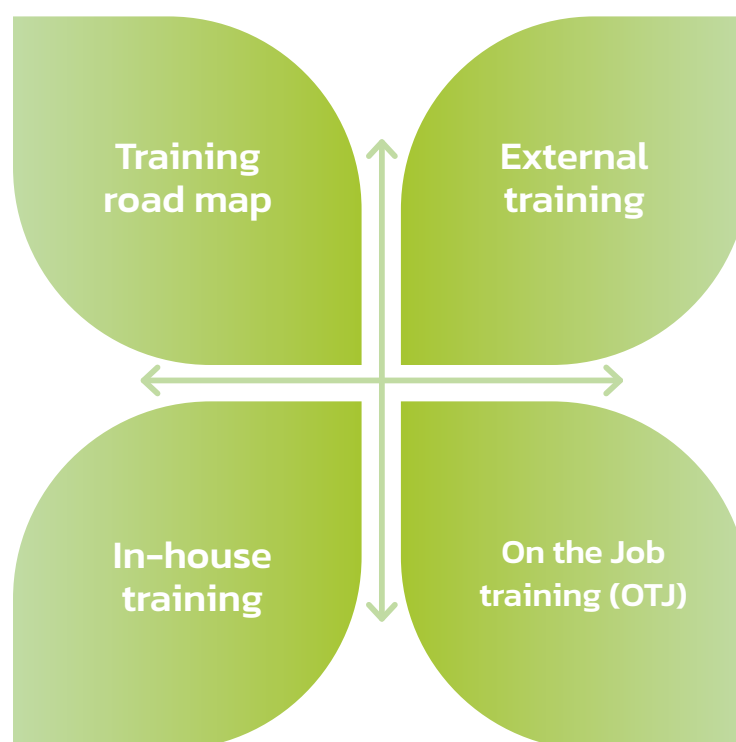 Training
road map
External
training
In-house
training
On the Job
training (OTJ)